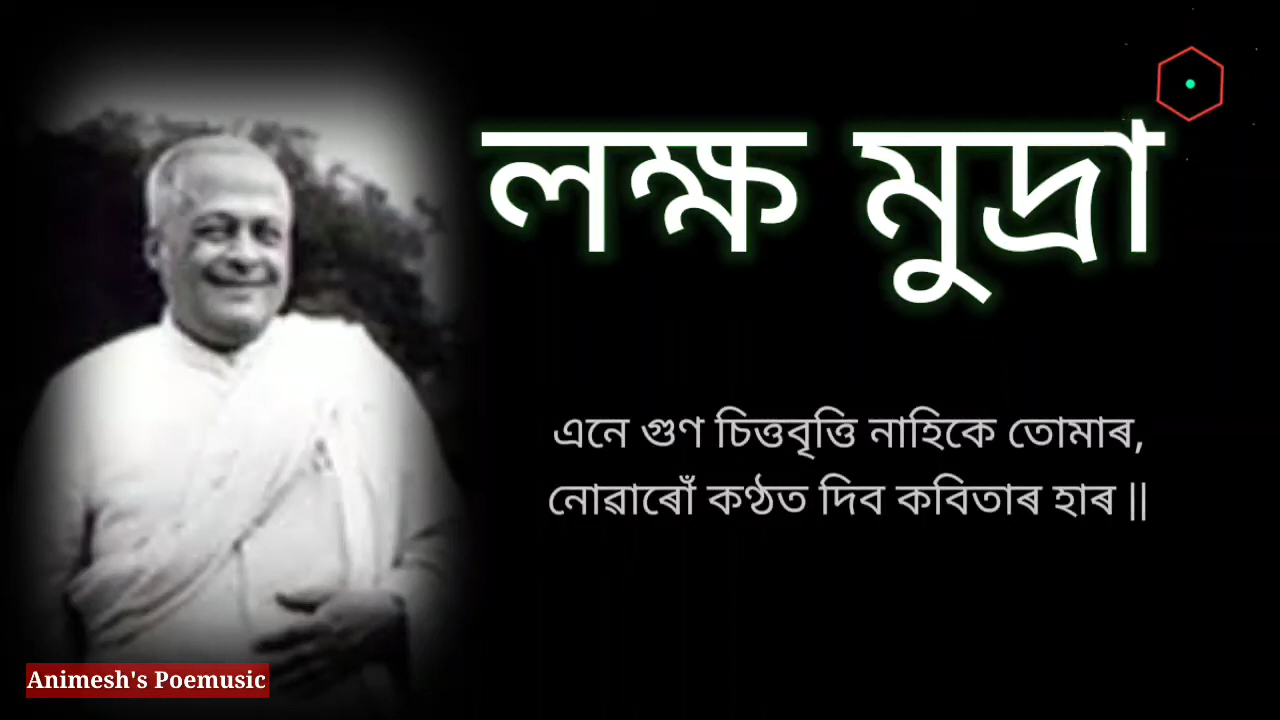 লক্ষ মুদ্ৰা
এনে গুণ চিত্তবৃত্তি নাহিকে তোমাৰ,
নোৱাৰোঁ কণ্ঠত দিব কবিতাৰ হাৰ ||
Animesh's Poemusic